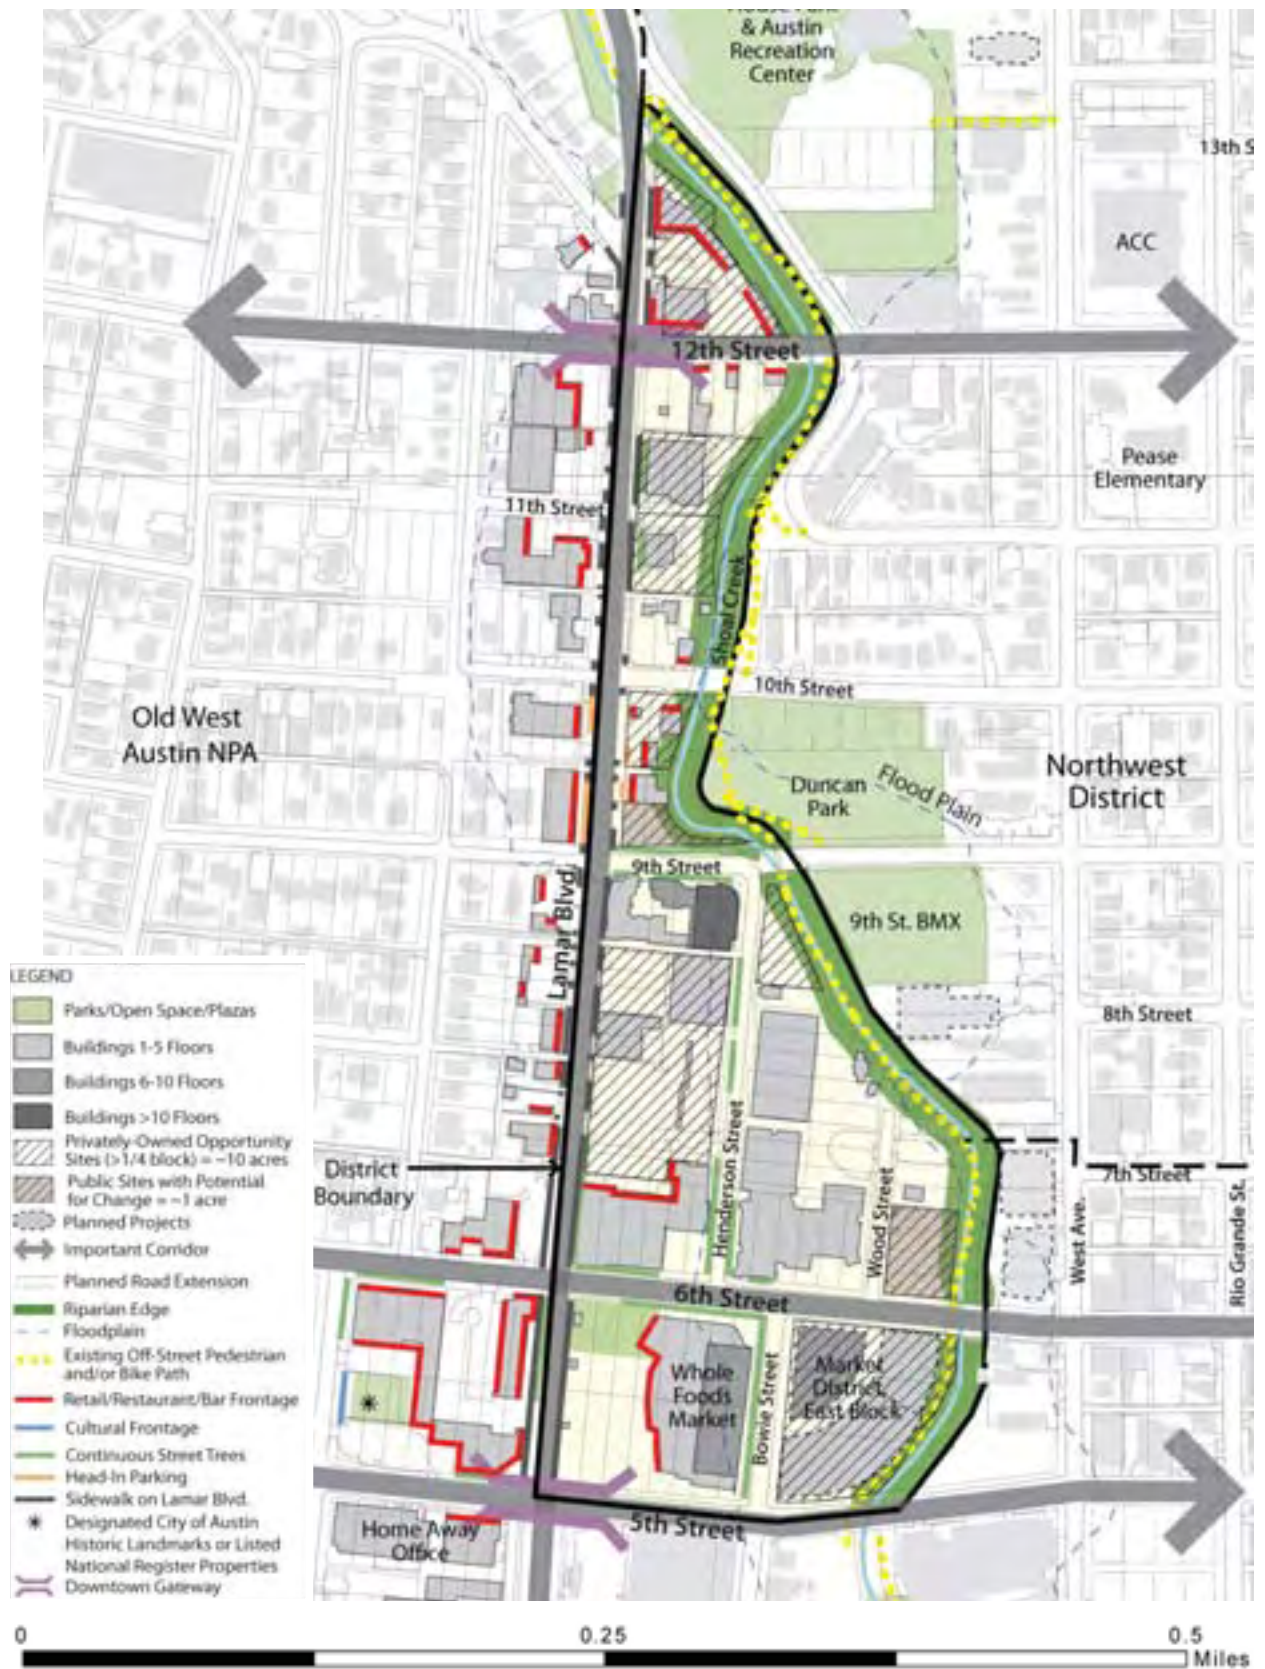 & Austin
Recreation
Center
13th S
ACC
12th Street
Pease
Elementary
11th Street
Shoal Creek
10th Street
Old West
Austin NPA
Northwest
District
Duncan
Park
Flood Plain
9th Street
Lamar Blvd.
9th St. BMX
8th Street
District
Boundary
7th Street
Henderson Street
Wood Street
West Ave.
Rio Grande St.
6th Street
Whole
Foods
Market
Bowie Street
Market
District,
East Block
5th Street
Home Away
Office
LEGEND
Parks/Open Space/Plazas
Buildings 1-5 Floors
Buildings 6-10 Floors
Buildings >10 Floors
Privately-Owned Opportunity
Sites (>1/4 block) = ~10 acres
Public Sites with Potential
for Change = ~1 acre
Planned Projects
Important Corridor
Planned Road Extension
Riparian Edge
Floodplain
Existing Off-Street Pedestrian
and/or Bike Path
Retail/Restaurant/Bar Frontage
Cultural Frontage
Continuous Street Trees
Head-In Parking
Sidewalk on Lamar Blvd.
Designated City of Austin
Historic Landmarks or Listed
National Register Properties
Downtown Gateway
0 0.25 0.5
Miles